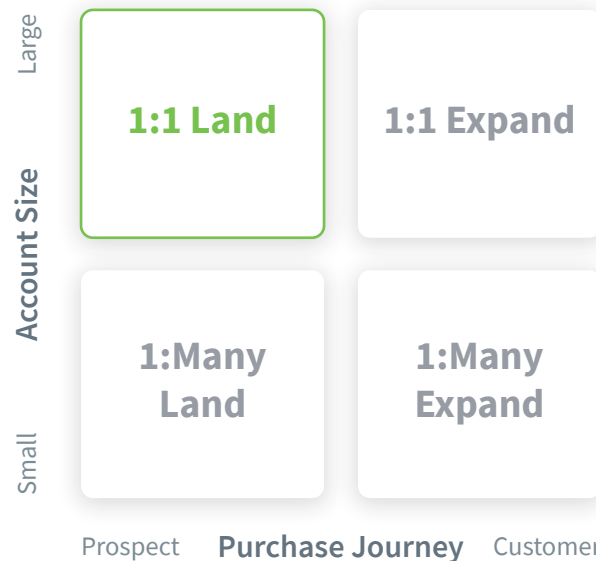 Large
Account Size
Small
1:1 Land
1:1 Expand
1:Many
Land
1:Many
Expand
Prospect
Purchase Journey
Customer